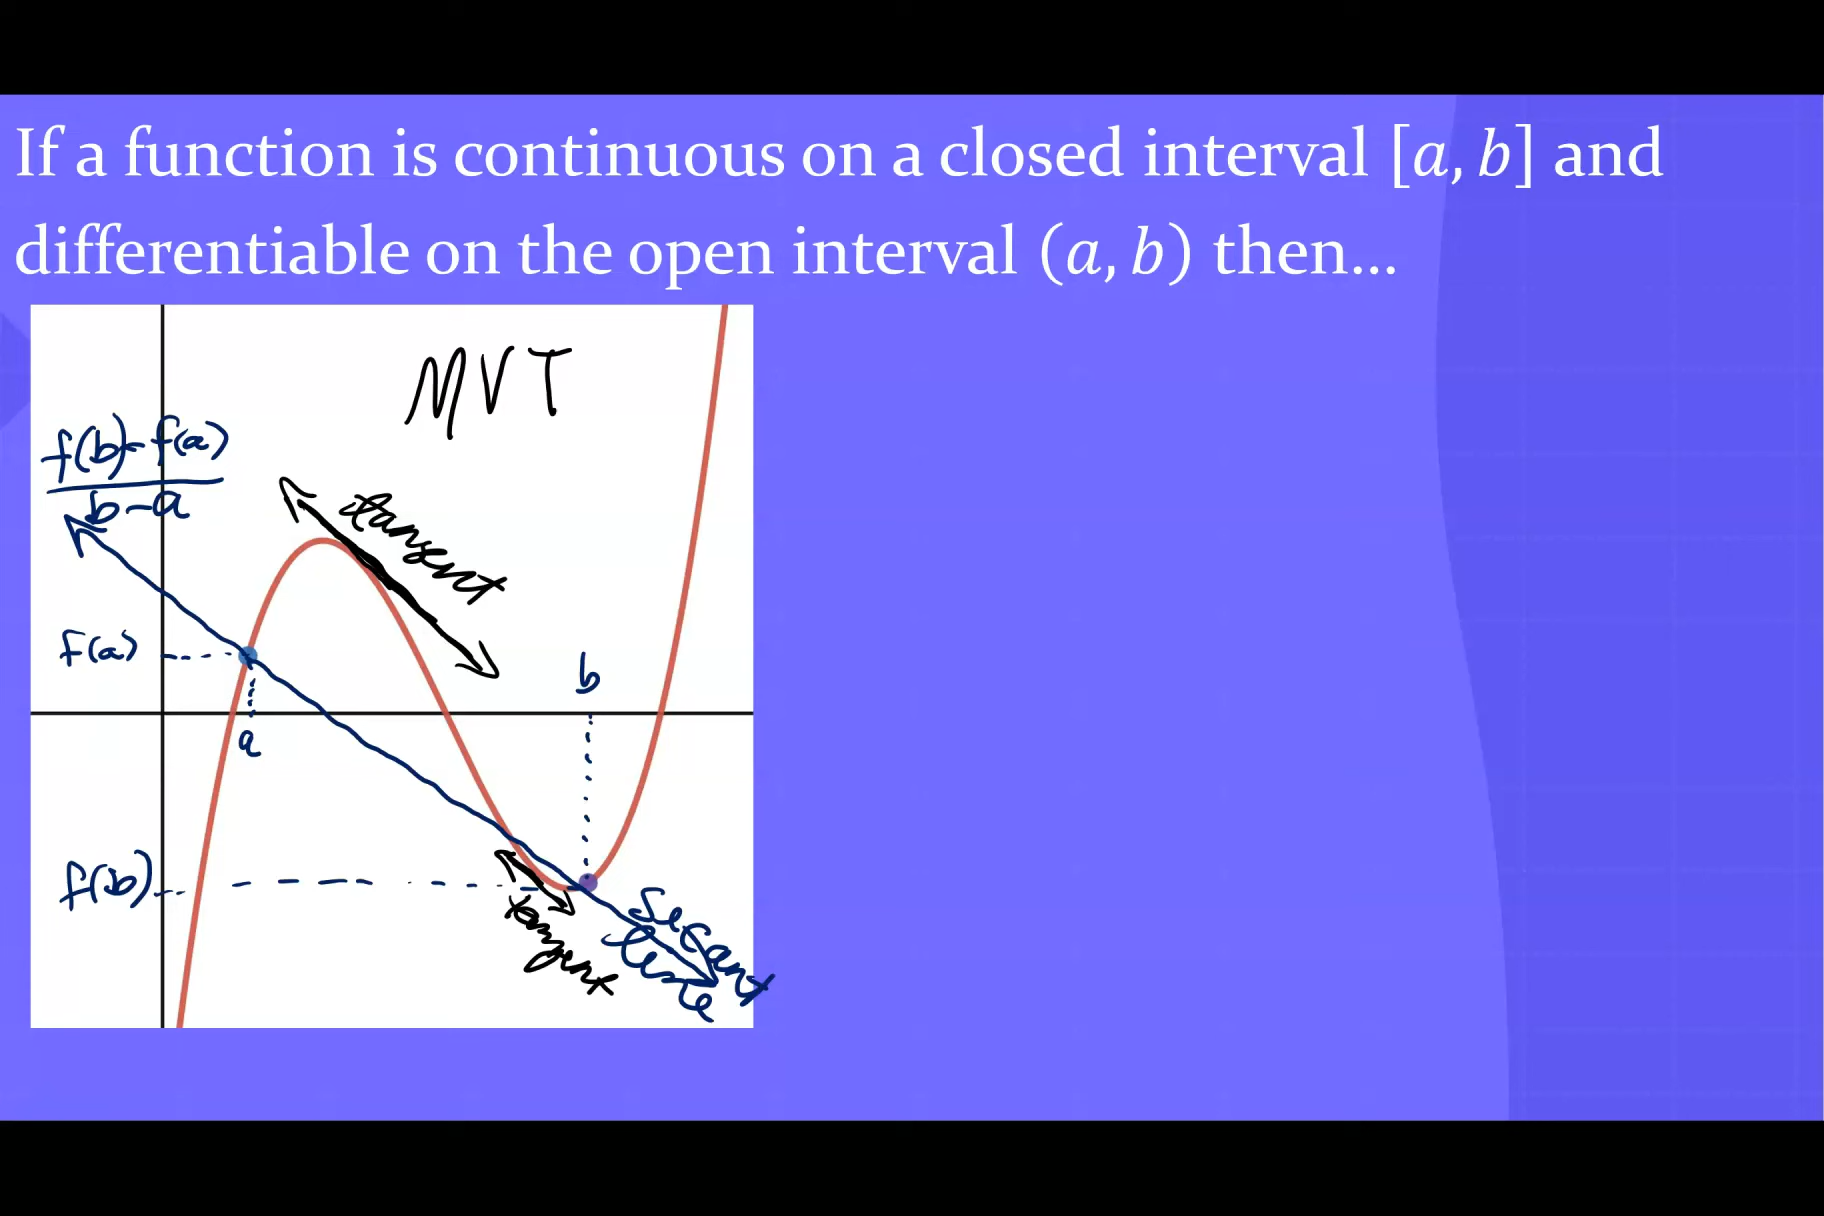 If a function is continuous on a closed interval [a, b] and
differentiable on the open interval (a, b) then...
MVT
f(b)-f(a)
b-a
tangent
f(a)
b
a
f(b)
tangent
Secant
line